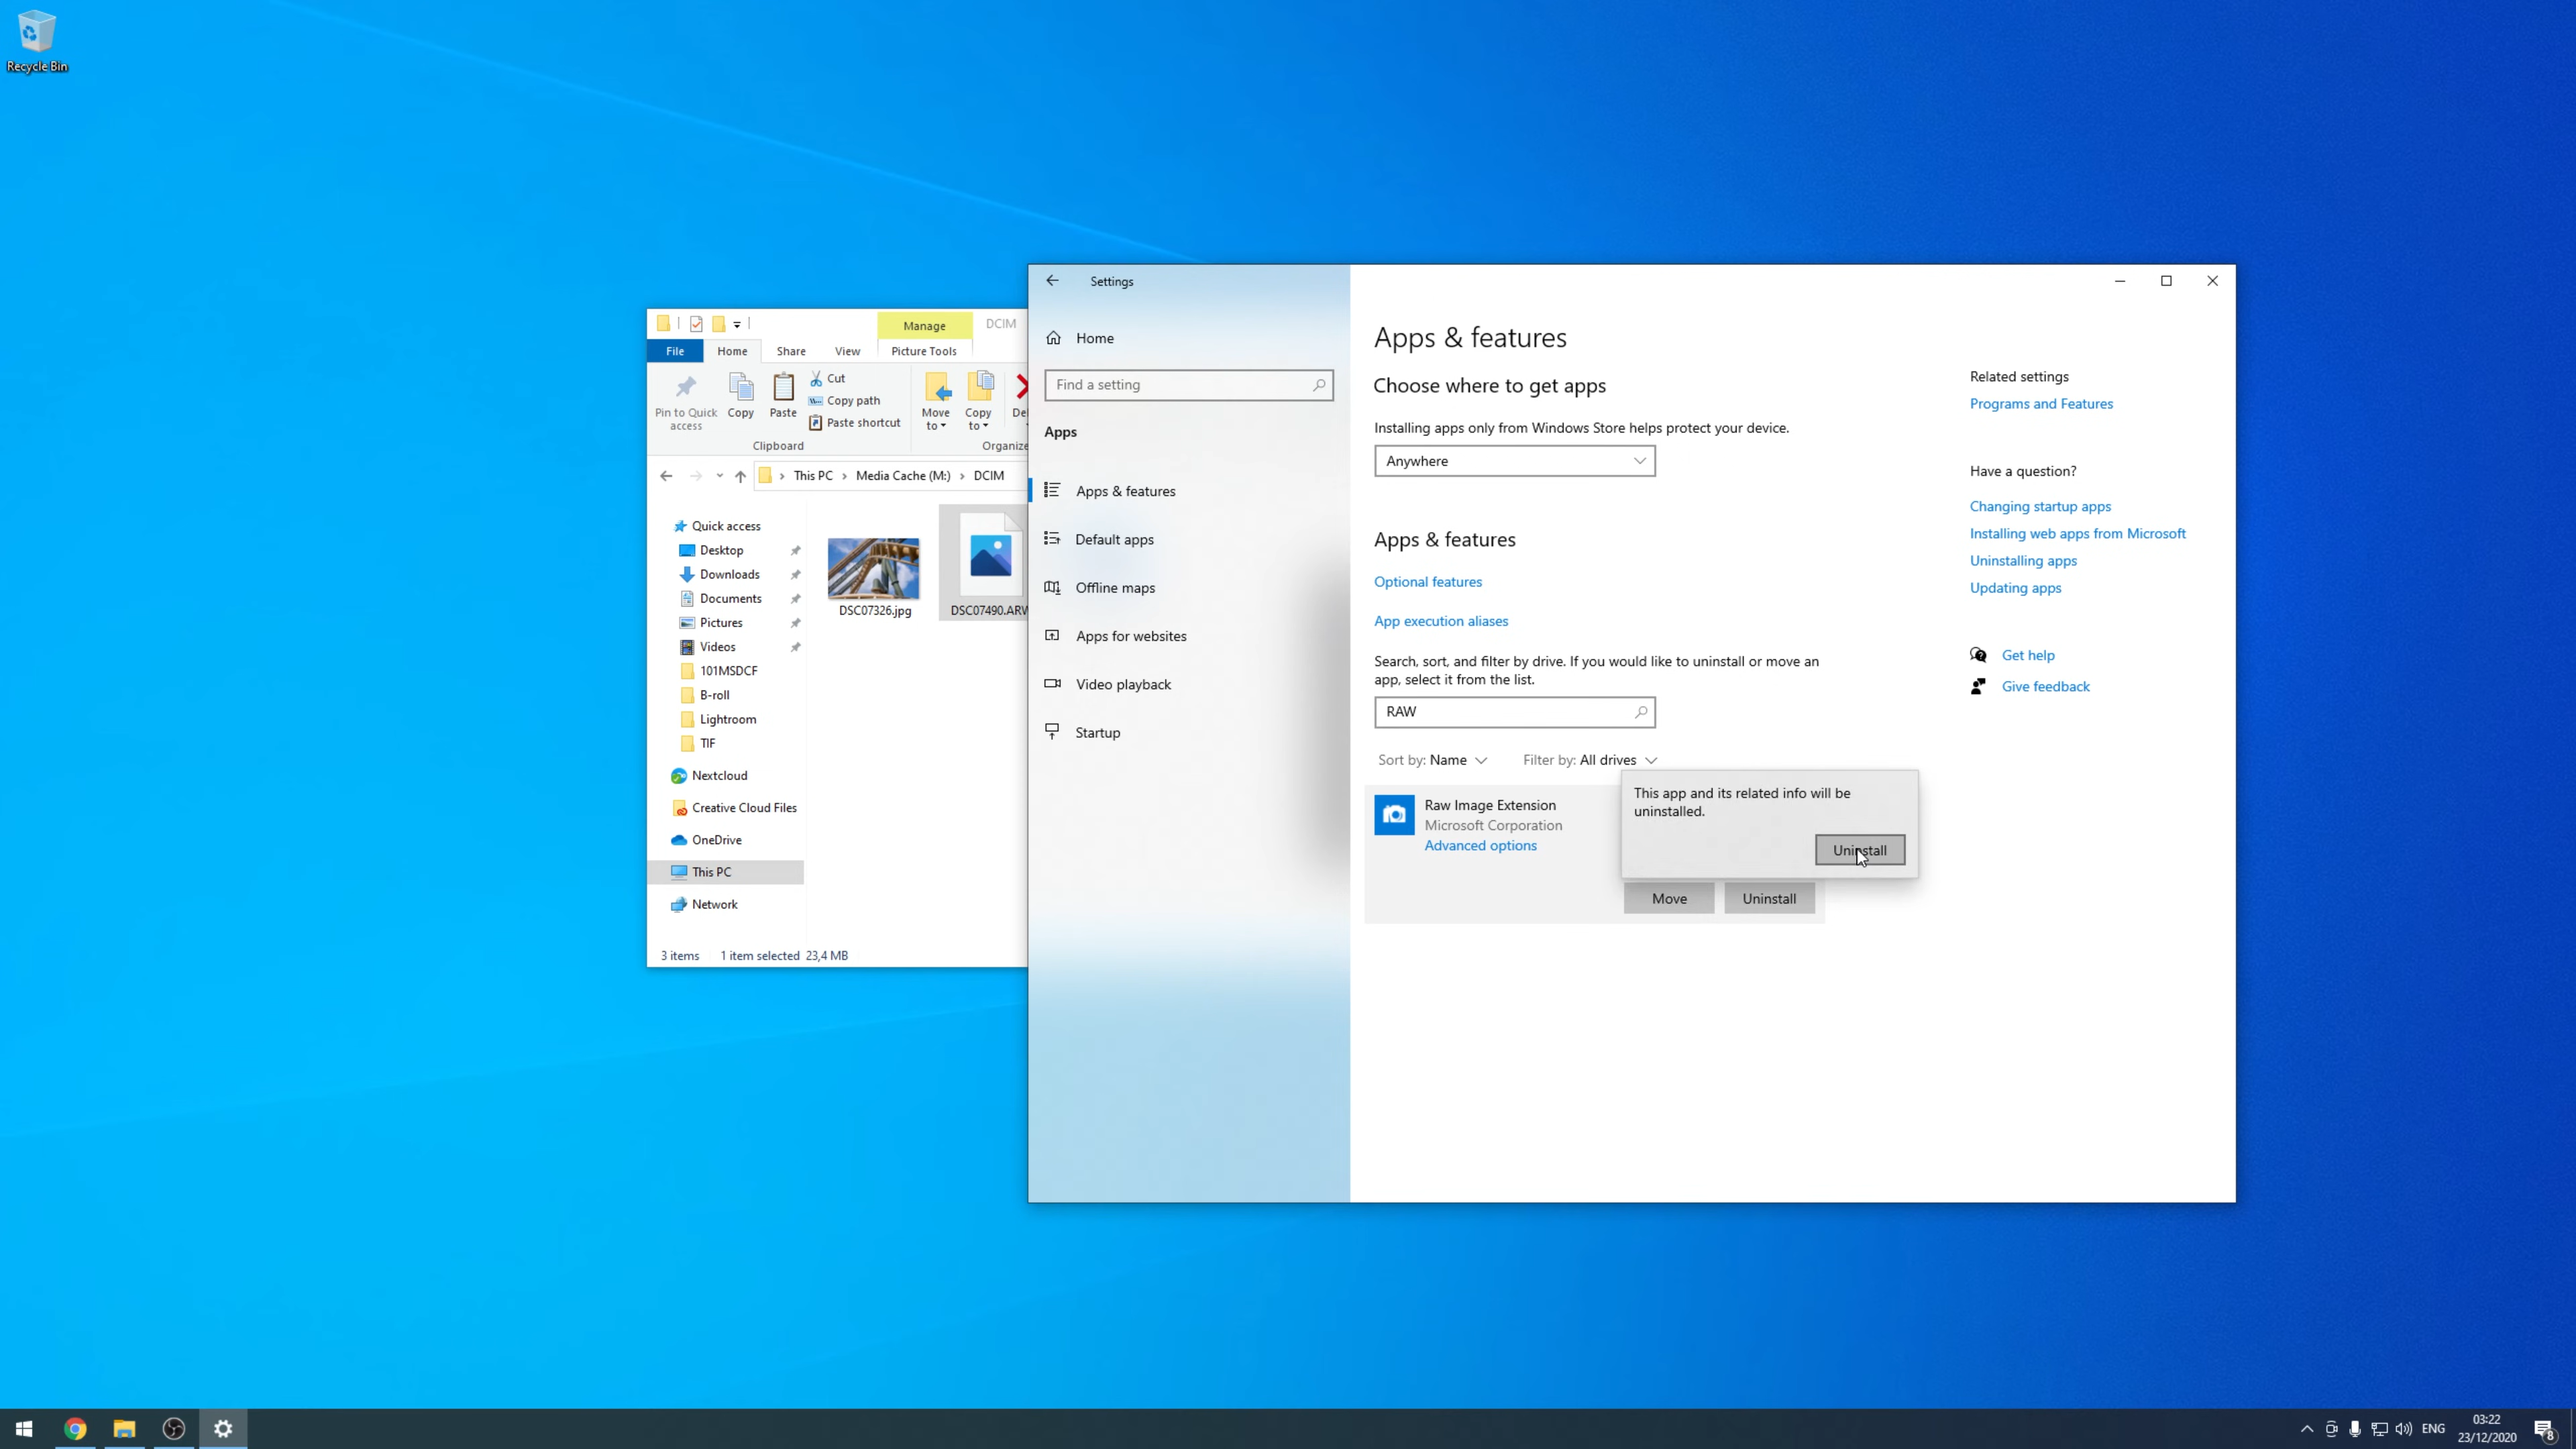 Recycle Bin
Manage
DCIM
File
Home
Share
View
Picture Tools
Pin to Quick
access
Copy
Paste
Cut
Copy path
Paste shortcut
Move
to
Copy
to
Clipboard
This PC
Media Cache (M:)
DCIM
Quick access
Desktop
Downloads
Documents
Pictures
Videos
101MSDCF
B-roll
Lightroom
TIF
Nextcloud
Creative Cloud Files
OneDrive
This PC
Network
DSC07326.jpg
DSC07490.ARW
3 items
1 item selected 23,4 MB
Settings
Home
Find a setting
Apps
Apps & features
Default apps
Offline maps
Apps for websites
Video playback
Startup
Apps & features
Choose where to get apps
Installing apps only from Windows Store helps protect your device.
Anywhere
Apps & features
Optional features
App execution aliases
Search, sort, and filter by drive. If you would like to uninstall or move an
app, select it from the list.
RAW
Sort by: Name
Filter by: All drives
Raw Image Extension
Microsoft Corporation
Advanced options
This app and its related info will be
uninstalled.
Uninstall
Move
Uninstall
Related settings
Programs and Features
Have a question?
Changing startup apps
Installing web apps from Microsoft
Uninstalling apps
Updating apps
Get help
Give feedback
ENG
03:22
23/12/2020
8